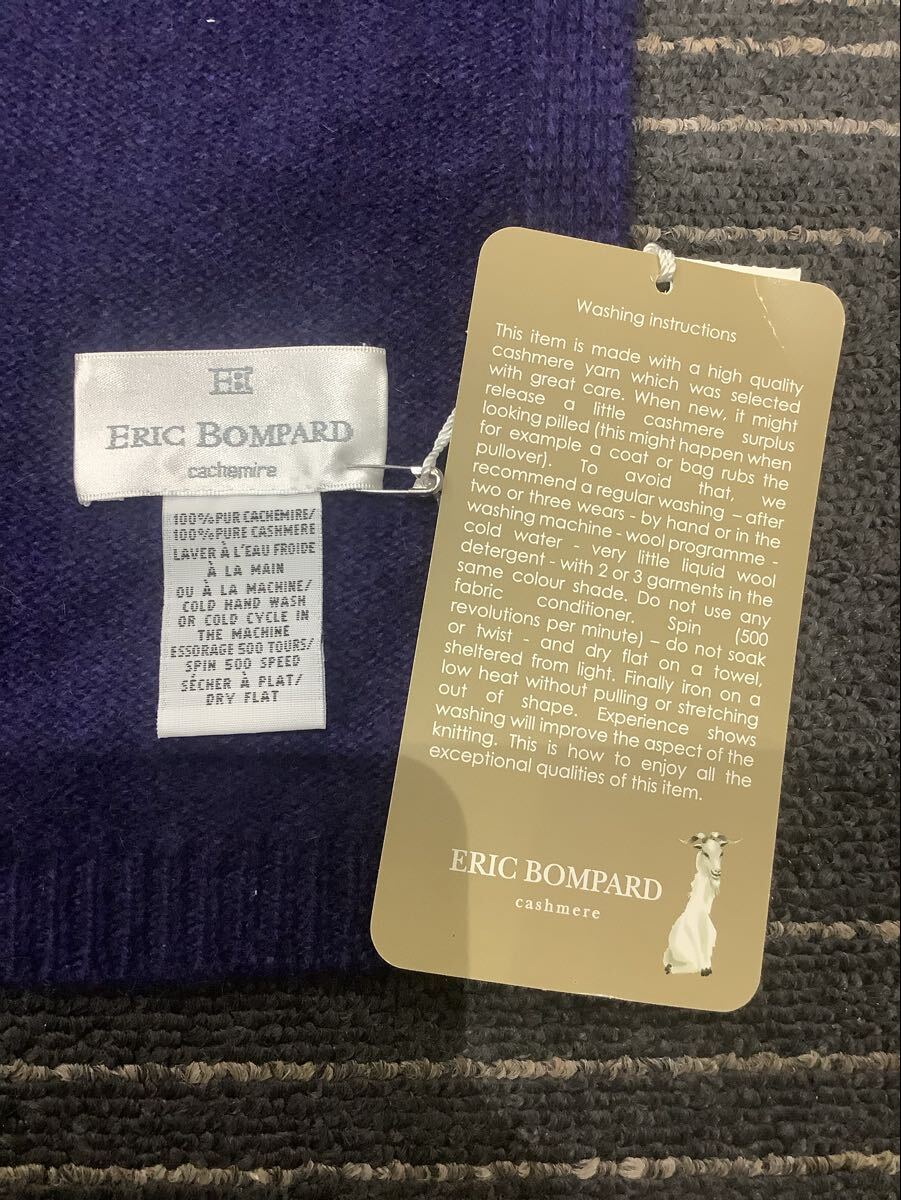 ERIC BOMPARD
cachemire
100% PUR CACHEMIRE/
100% PURE CASHMERE
LAVER À L'EAU FROIDE
À LA MAIN
OU À LA MACHINE/
COLD HAND WASH
OR COLD CYCLE IN
THE MACHINE
ESSORAGE 500 TOURS/
SPIN 500 SPEED
SÉCHER À PLAT/
DRY FLAT
Washing instructions
This item is made with a high quality
cashmere yarn which was selected
with great care. When new, it might
release a little cashmere surplus
looking pilled (this might happen when
for example a coat or bag rubs the
pullover). To avoid that, we
recommend a regular washing – after
two or three wears - by hand or in the
washing machine - wool programme -
cold water - very little liquid wool
detergent - with 2 or 3 garments in the
same colour shade. Do not use any
fabric conditioner. Spin (500
revolutions per minute) – do not soak
or twist - and dry flat on a towel,
sheltered from light. Finally iron on a
low heat without pulling or stretching
out of shape. Experience shows
washing will improve the aspect of the
knitting. This is how to enjoy all the
exceptional qualities of this item.
ERIC BOMPARD
cashmere